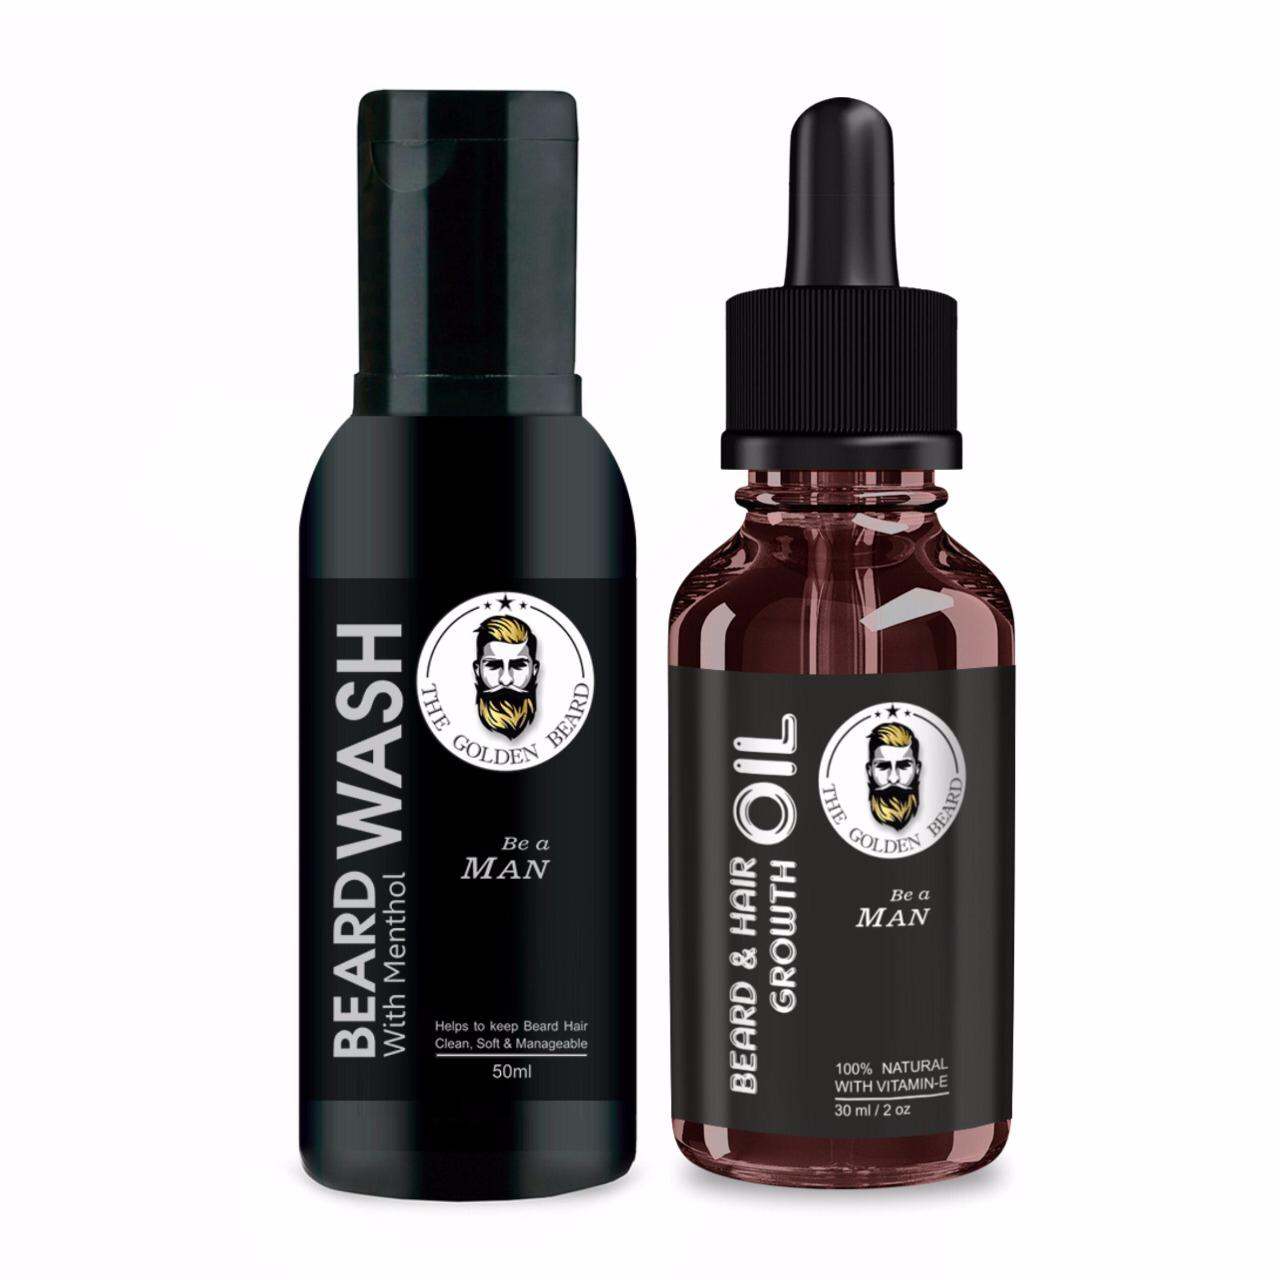 BEARD WASH
With Menthol
THE GOLDEN BEARD
Be a
MAN
Helps to keep Beard Hair
Clean, Soft & Manageable
50ml
BEARD & HAIR
GROWTH OIL
THE GOLDEN BEARD
Be a
MAN
100% NATURAL
WITH VITAMIN-E
30 ml / 2 oz